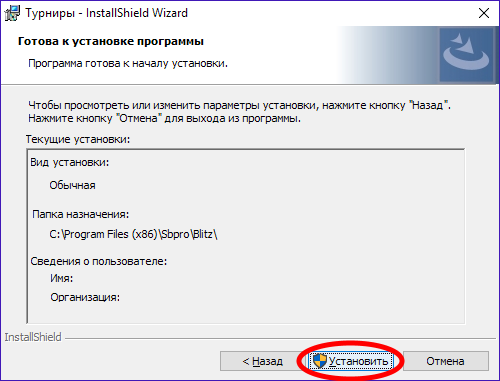 Турниры - InstallShield Wizard
Готова к установке программы
Программа готова к началу установки.
Чтобы просмотреть или изменить параметры установки, нажмите кнопку "Назад".
Нажмите кнопку "Отмена" для выхода из программы.
Текущие установки:
Вид установки:
Обычная
Папка назначения:
C:\Program Files (x86)\Sbpro\Blitz\
Сведения о пользователе:
Имя:
Организация:
InstallShield
< Назад
Установить
Отмена